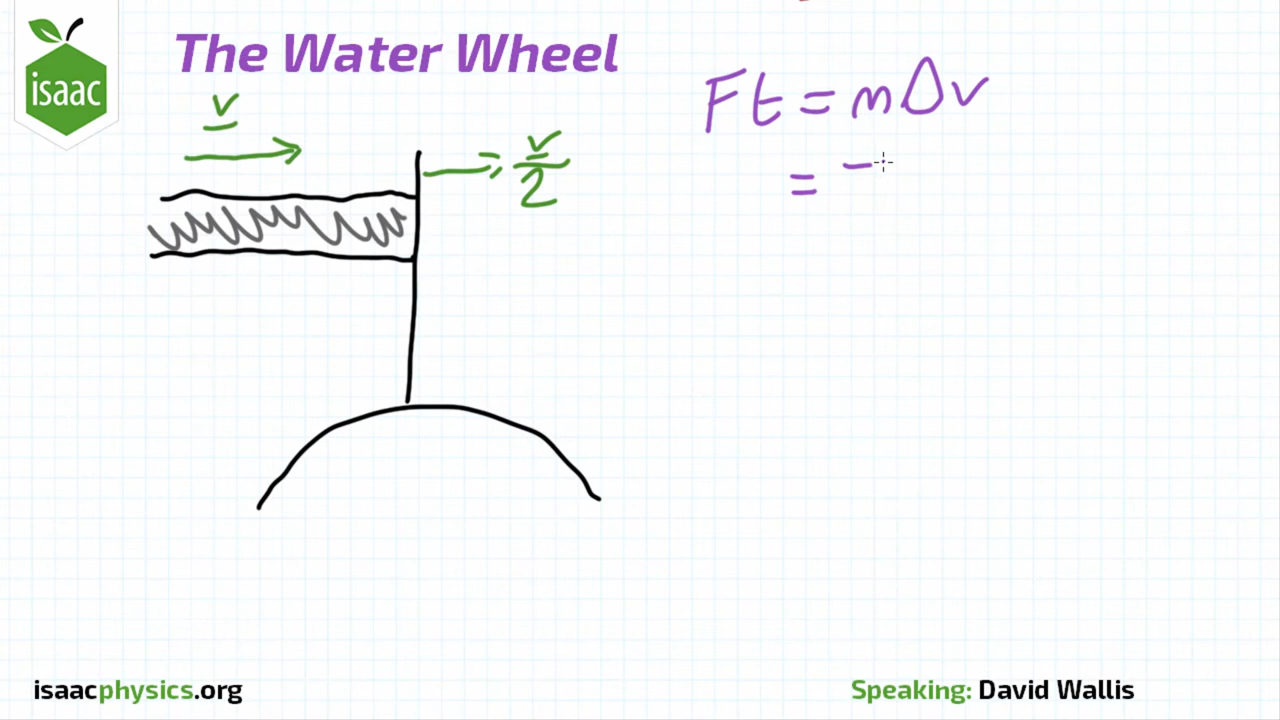 isaac
The Water Wheel
v
v/2
Ft = mΔv
= -
isaacphysics.org
Speaking: David Wallis